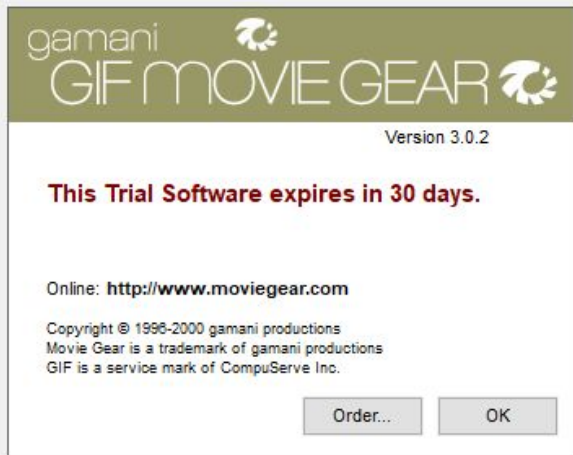 gamani
GIF MOVIE GEAR
Version 3.0.2
This Trial Software expires in 30 days.
Online: http://www.moviegear.com
Copyright © 1996-2000 gamani productions
Movie Gear is a trademark of gamani productions
GIF is a service mark of CompuServe Inc.
Order...
OK